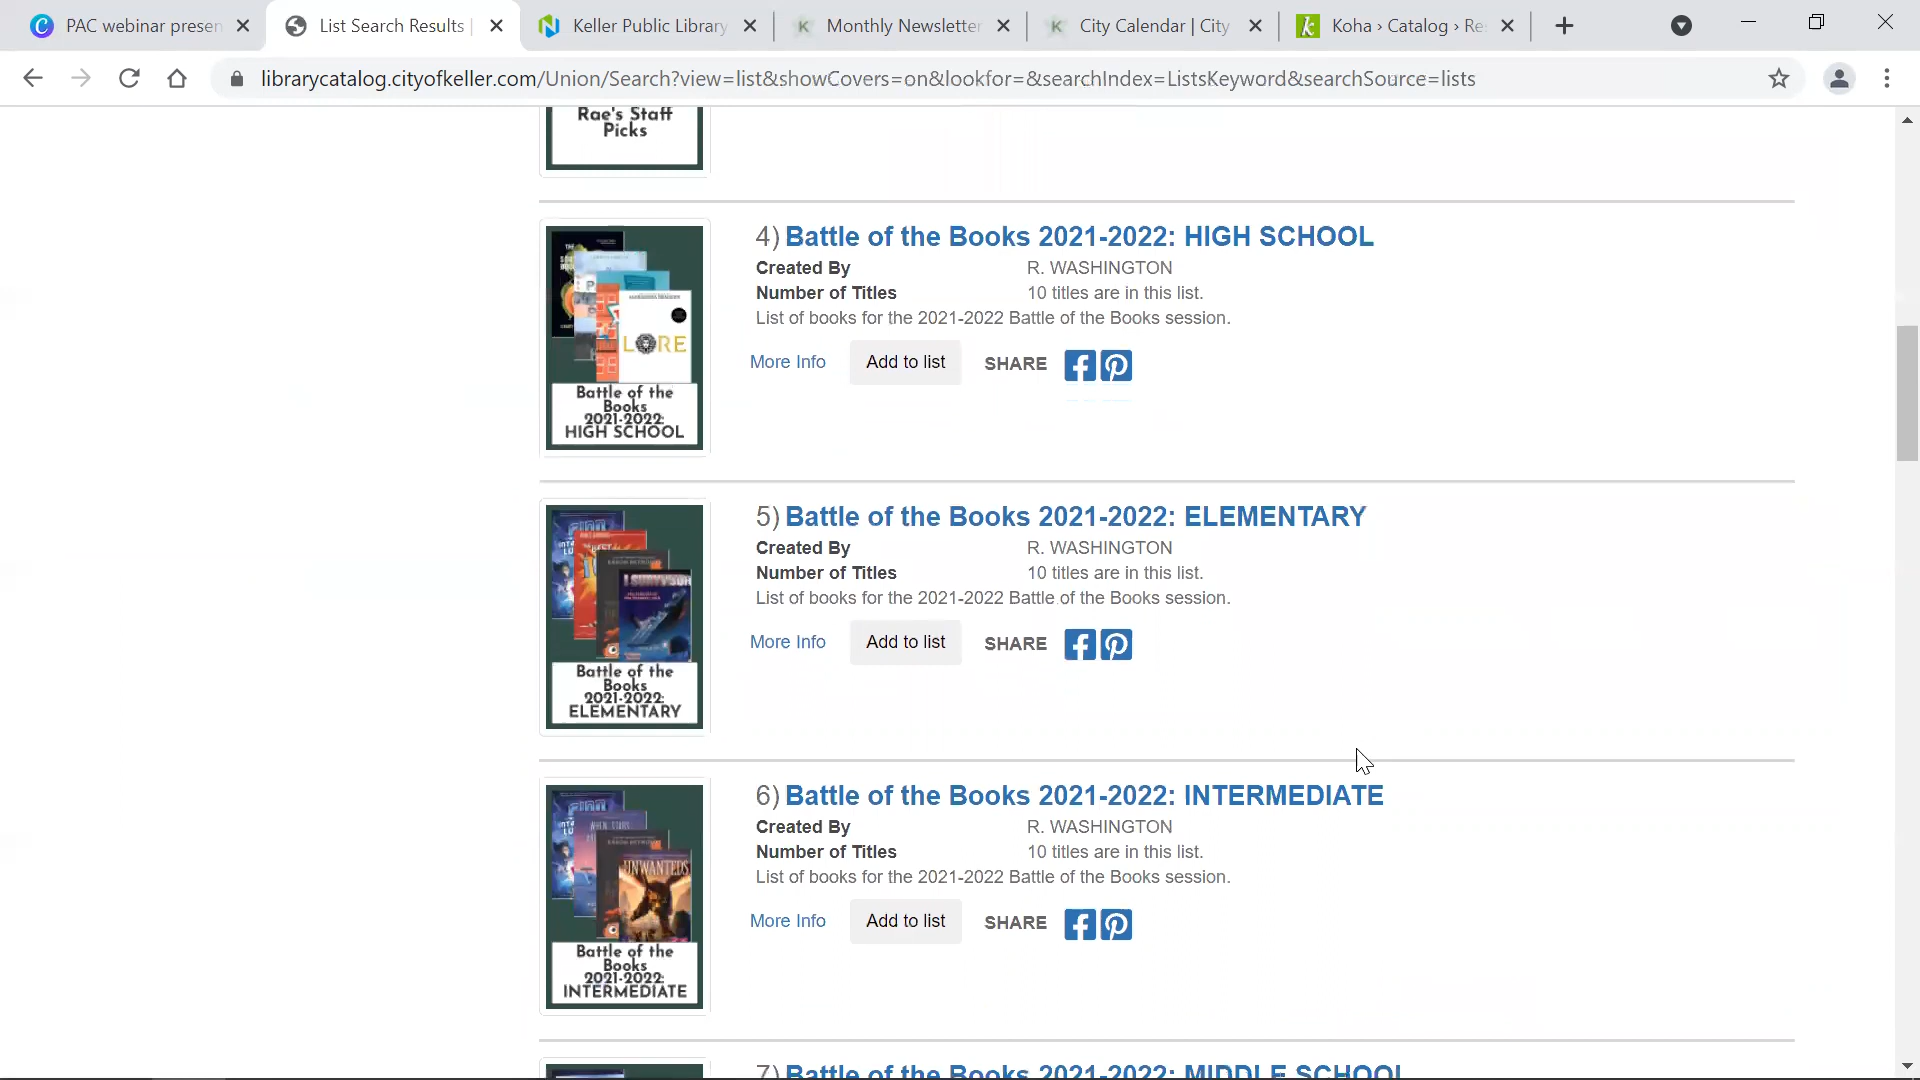 PAC webinar presen
List Search Results |
Keller Public Library
Monthly Newsletter
City Calendar | City
Koha › Catalog › Re
librarycatalog.cityofkeller.com/Union/Search?view=list&showCovers=on&lookfor=&searchIndex=ListsKeyword&searchSource=lists
Rae's Staff
Picks
4) Battle of the Books 2021-2022: HIGH SCHOOL
Created By R. WASHINGTON
Number of Titles 10 titles are in this list.
List of books for the 2021-2022 Battle of the Books session.
More Info Add to list SHARE
LORE
Battle of the
Books
2021-2022:
HIGH SCHOOL
5) Battle of the Books 2021-2022: ELEMENTARY
Created By R. WASHINGTON
Number of Titles 10 titles are in this list.
List of books for the 2021-2022 Battle of the Books session.
More Info Add to list SHARE
I SURVIVED
Battle of the
Books
2021-2022:
ELEMENTARY
6) Battle of the Books 2021-2022: INTERMEDIATE
Created By R. WASHINGTON
Number of Titles 10 titles are in this list.
List of books for the 2021-2022 Battle of the Books session.
More Info Add to list SHARE
WHEN STARS
UNWANTEDS
Battle of the
Books
2021-2022:
INTERMEDIATE
7) Battle of the Books 2021-2022: MIDDLE SCHOOL